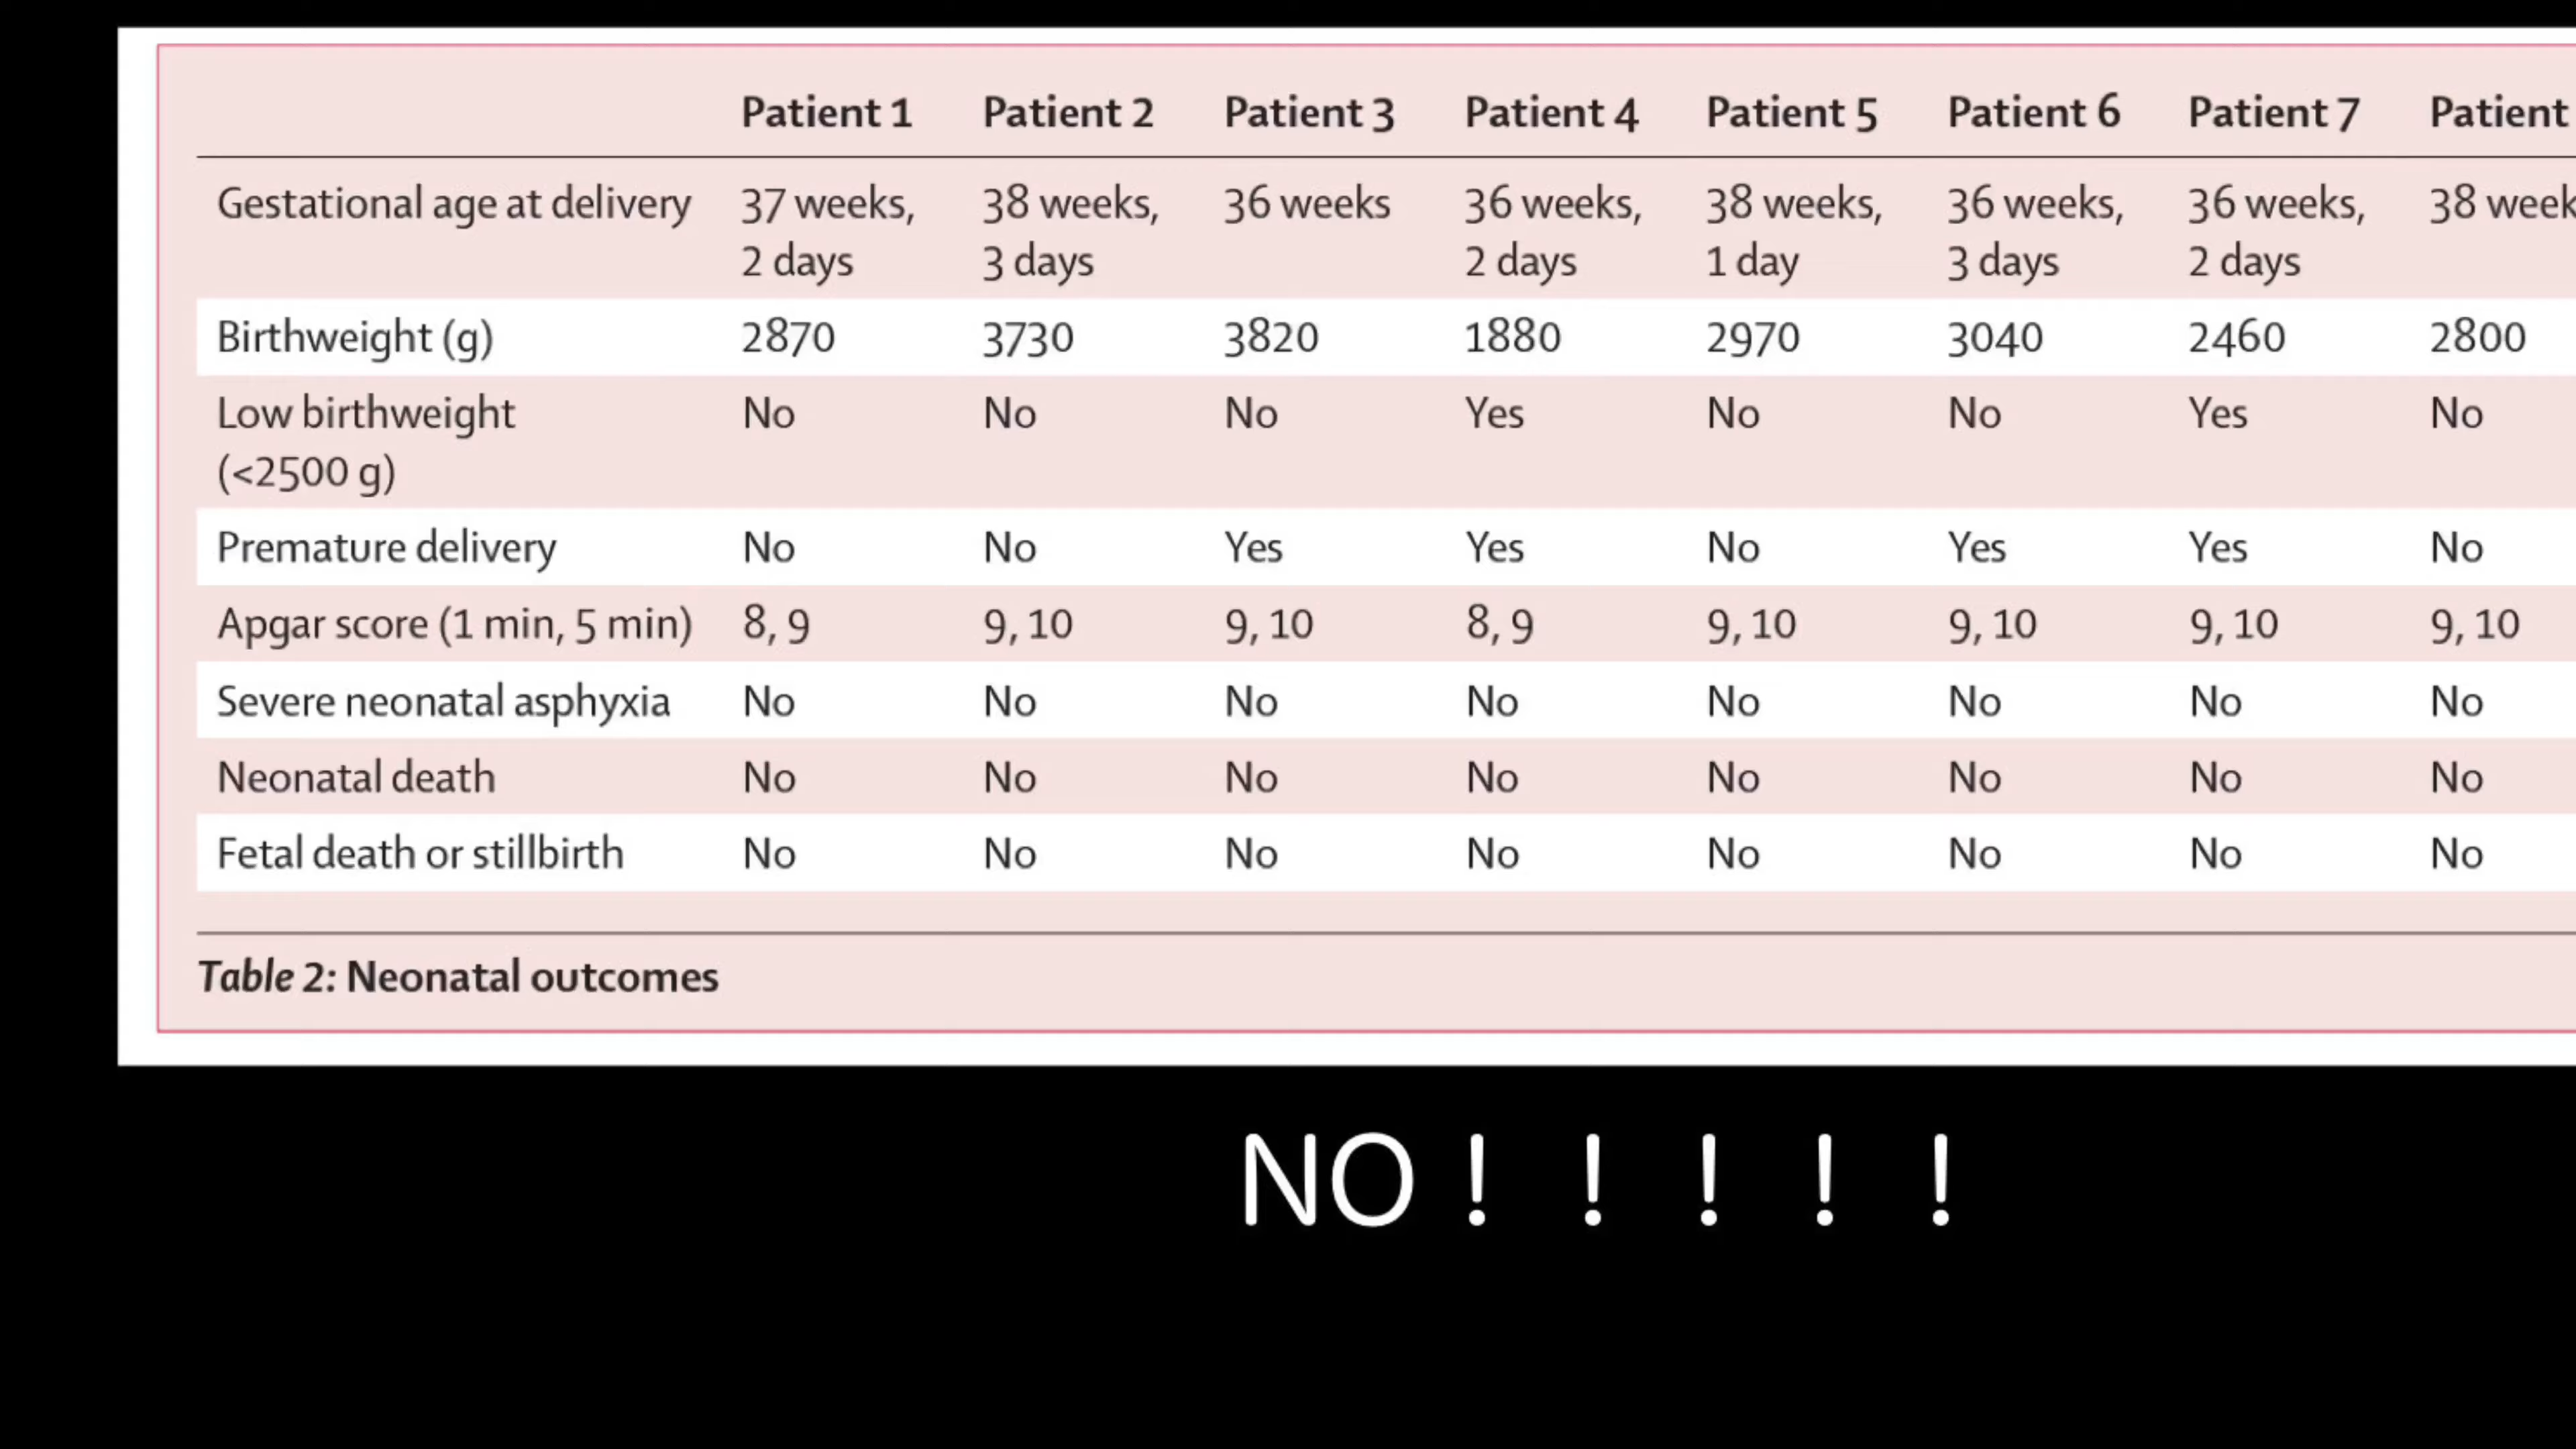 Patient 1 Patient 2 Patient 3 Patient 4 Patient 5 Patient 6 Patient 7 Patient
Gestational age at delivery 37 weeks, 38 weeks, 36 weeks 36 weeks, 38 weeks, 36 weeks, 36 weeks, 38 week
2 days 3 days 2 days 1 day 3 days 2 days
Birthweight (g) 2870 3730 3820 1880 2970 3040 2460 2800
Low birthweight No No No Yes No No Yes No
(<2500 g)
Premature delivery No No Yes Yes No Yes Yes No
Apgar score (1 min, 5 min) 8, 9 9, 10 9, 10 8, 9 9, 10 9, 10 9, 10 9, 10
Severe neonatal asphyxia No No No No No No No No
Neonatal death No No No No No No No No
Fetal death or stillbirth No No No No No No No No
Table 2: Neonatal outcomes
NO！！！！！